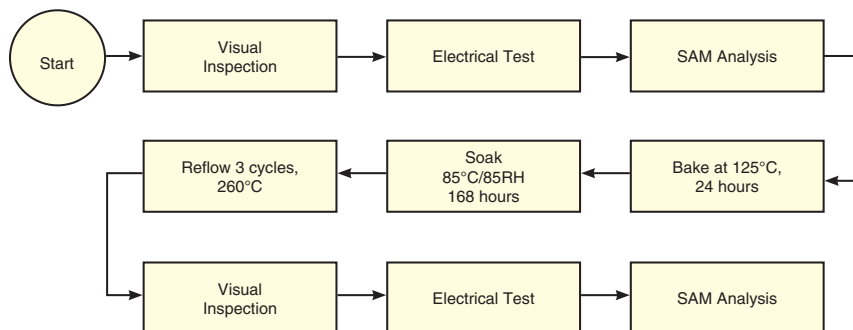 Start
Visual
Inspection
Electrical Test
SAM Analysis
Reflow 3 cycles,
260°C
Soak
85°C/85RH
168 hours
Bake at 125°C,
24 hours
Visual
Inspection
Electrical Test
SAM Analysis